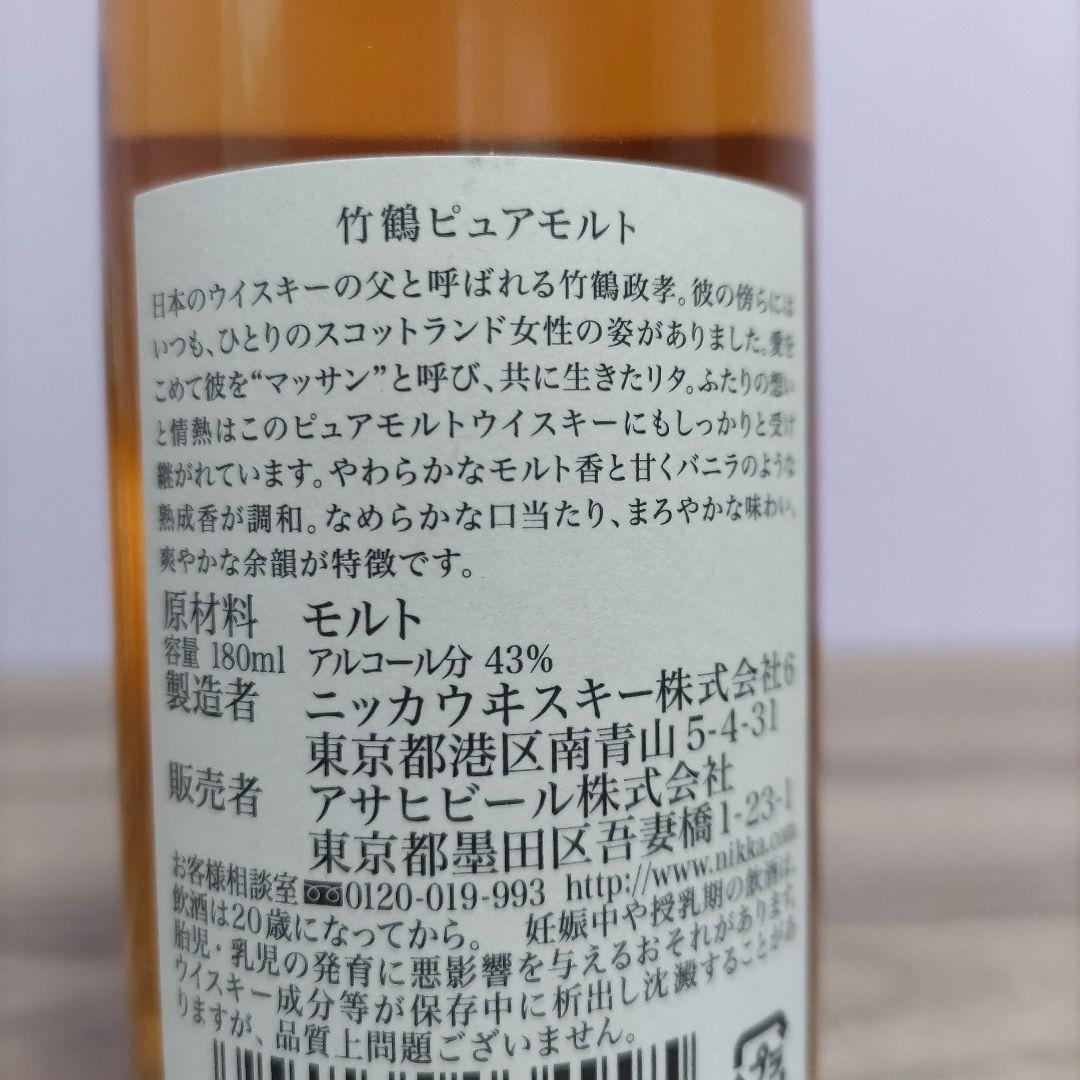 竹鶴ピュアモルト
日本のウイスキーの父と呼ばれる竹鶴政孝。彼の傍らには
いつも、ひとりのスコットランド女性の姿がありました。愛を
こめて彼を“マッサン”と呼び、共に生きたリタ。ふたりの想い
と情熱はこのピュアモルトウイスキーにもしっかりと受け
継がれています。やわらかなモルト香と甘くバニラのような
熟成香が調和。なめらかな口当たり、まろやかな味わい。
爽やかな余韻が特徴です。
原材料 モルト
容量 180ml アルコール分 43%
製造者 ニッカウヰスキー株式会社6
東京都港区南青山5-4-31
販売者 アサヒビール株式会社
東京都墨田区吾妻橋1-23-1
お客様相談室 0120-019-993 http://www.nikka.com
飲酒は20歳になってから。 妊娠中や授乳期の飲酒は、
胎児・乳児の発育に悪影響を与えるおそれがあります。
ウイスキー成分等が保存中に析出し沈澱することがあ
りますが、品質上問題ございません。
プラ